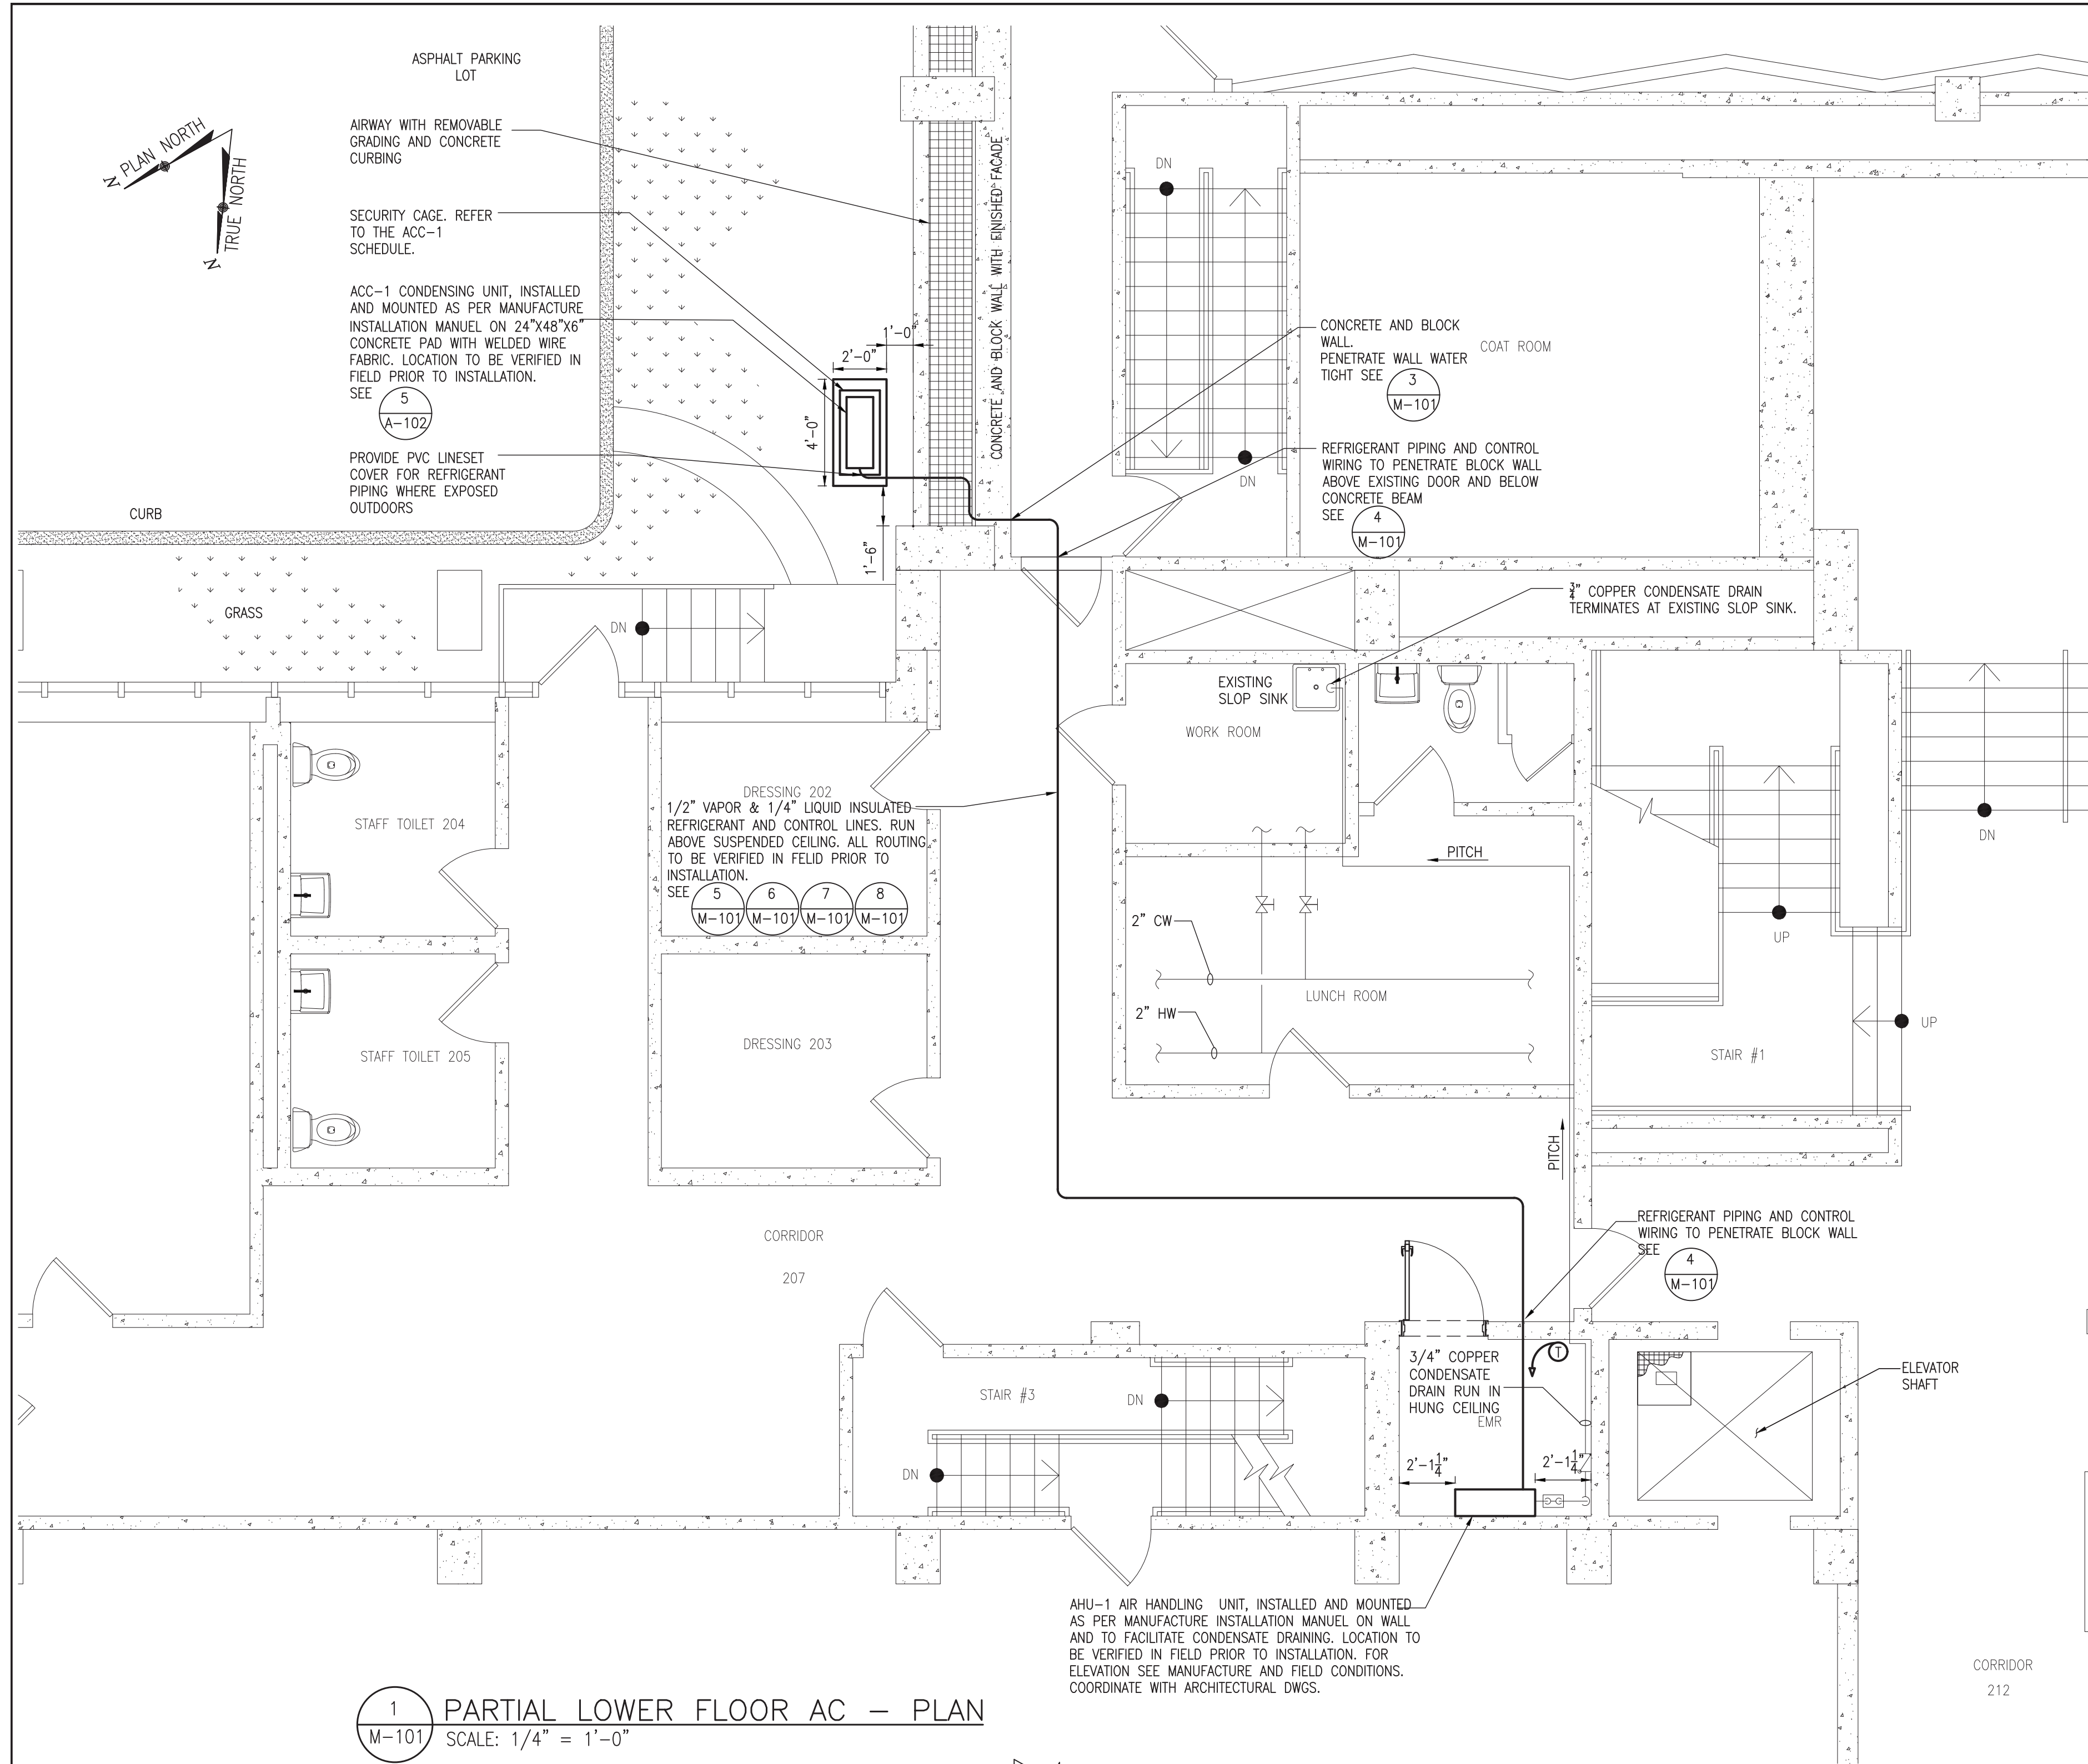 ASPHALT PARKING
LOT
N PLAN NORTH
N TRUE NORTH
AIRWAY WITH REMOVABLE
GRADING AND CONCRETE
CURBING
SECURITY CAGE. REFER
TO THE ACC-1
SCHEDULE.
ACC-1 CONDENSING UNIT, INSTALLED
AND MOUNTED AS PER MANUFACTURE
INSTALLATION MANUEL ON 24"X48"X6"
CONCRETE PAD WITH WELDED WIRE
FABRIC. LOCATION TO BE VERIFIED IN
FIELD PRIOR TO INSTALLATION.
SEE
5
A-102
PROVIDE PVC LINESET
COVER FOR REFRIGERANT
PIPING WHERE EXPOSED
OUTDOORS
CURB
GRASS
1'-0"
2'-0"
4'-0"
1'-6"
CONCRETE AND BLOCK WALL WITH FINISHED FACADE
DN
DN
CONCRETE AND BLOCK
WALL.
PENETRATE WALL WATER
TIGHT SEE
3
M-101
COAT ROOM
REFRIGERANT PIPING AND CONTROL
WIRING TO PENETRATE BLOCK WALL
ABOVE EXISTING DOOR AND BELOW
CONCRETE BEAM
SEE
4
M-101
3/4" COPPER CONDENSATE DRAIN
TERMINATES AT EXISTING SLOP SINK.
DN
EXISTING
SLOP SINK
WORK ROOM
STAFF TOILET 204
DRESSING 202
1/2" VAPOR & 1/4" LIQUID INSULATED
REFRIGERANT AND CONTROL LINES. RUN
ABOVE SUSPENDED CEILING. ALL ROUTING
TO BE VERIFIED IN FELID PRIOR TO
INSTALLATION.
SEE
5
M-101
6
M-101
7
M-101
8
M-101
PITCH
DN
UP
2" CW
LUNCH ROOM
2" HW
UP
STAIR #1
STAFF TOILET 205
DRESSING 203
PITCH
CORRIDOR
207
REFRIGERANT PIPING AND CONTROL
WIRING TO PENETRATE BLOCK WALL
SEE
4
M-101
3/4" COPPER
CONDENSATE
DRAIN RUN IN
HUNG CEILING
EMR
T
ELEVATOR
SHAFT
STAIR #3
DN
DN
2'-1 1/4"
2'-1 1/4"
AHU-1 AIR HANDLING UNIT, INSTALLED AND MOUNTED
AS PER MANUFACTURE INSTALLATION MANUEL ON WALL
AND TO FACILITATE CONDENSATE DRAINING. LOCATION TO
BE VERIFIED IN FIELD PRIOR TO INSTALLATION. FOR
ELEVATION SEE MANUFACTURE AND FIELD CONDITIONS.
COORDINATE WITH ARCHITECTURAL DWGS.
CORRIDOR
212
1
M-101
PARTIAL LOWER FLOOR AC - PLAN
SCALE: 1/4" = 1'-0"